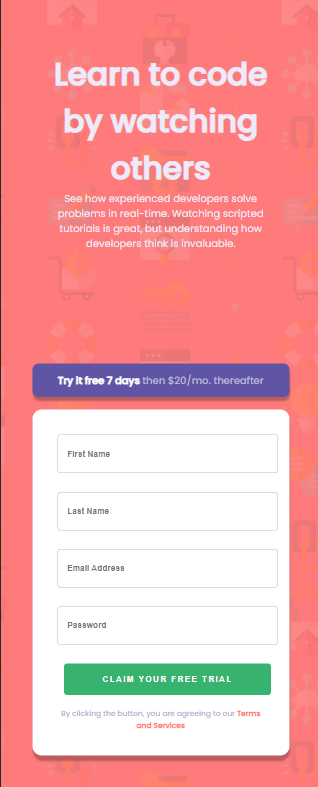 Learn to code
by watching
others
See how experienced developers solve
problems in real-time. Watching scripted
tutorials is great, but understanding how
developers think is invaluable.
Try it free 7 days then $20/mo. thereafter
First Name
Last Name
Email Address
Password
CLAIM YOUR FREE TRIAL
By clicking the button, you are agreeing to our Terms
and Services